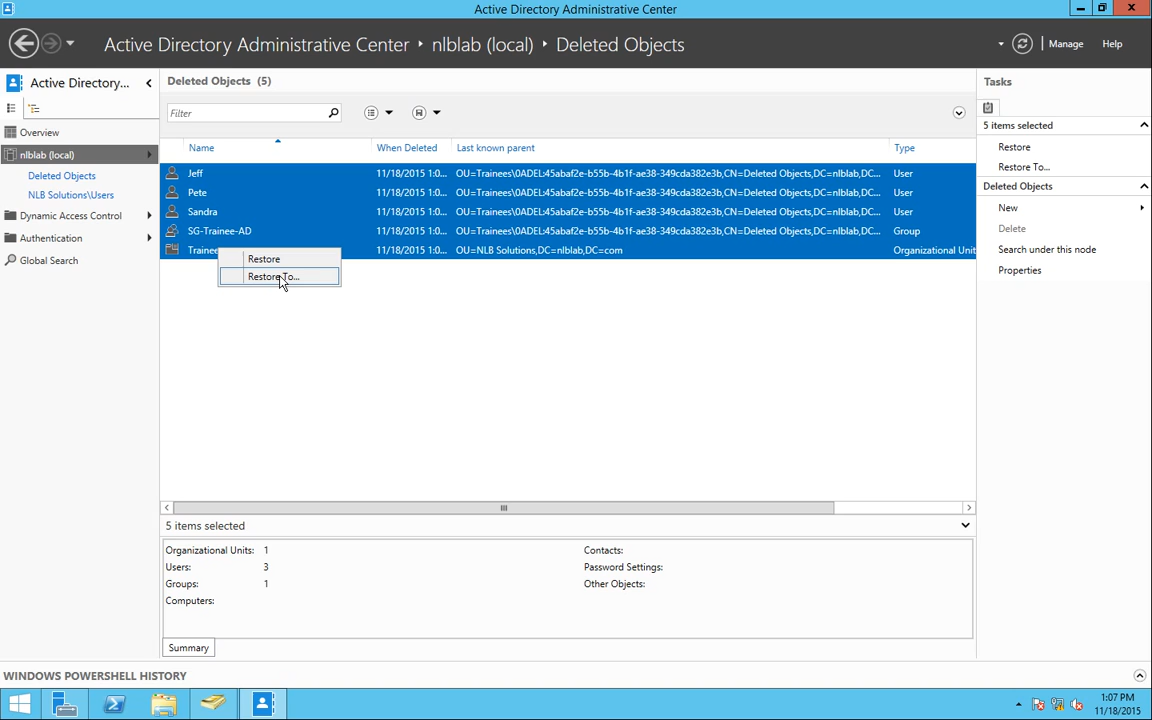 Active Directory Administrative Center
Active Directory Administrative Center • nlblab (local) • Deleted Objects
Manage
Help
Active Directory...
Overview
nlblab (local)
Deleted Objects
NLB Solutions\Users
Dynamic Access Control
Authentication
Global Search
Deleted Objects (5)
Filter
Name
When Deleted
Last known parent
Type
Jeff 11/18/2015 1:0... OU=Trainees\0ADEL:45abaf2e-b55b-4b1f-ae38-349cda382e3b,CN=Deleted Objects,DC=nlblab,DC... User
Pete 11/18/2015 1:0... OU=Trainees\0ADEL:45abaf2e-b55b-4b1f-ae38-349cda382e3b,CN=Deleted Objects,DC=nlblab,DC... User
Sandra 11/18/2015 1:0... OU=Trainees\0ADEL:45abaf2e-b55b-4b1f-ae38-349cda382e3b,CN=Deleted Objects,DC=nlblab,DC... User
SG-Trainee-AD 11/18/2015 1:0... OU=Trainees\0ADEL:45abaf2e-b55b-4b1f-ae38-349cda382e3b,CN=Deleted Objects,DC=nlblab,DC... Group
Trainee 11/18/2015 1:0... OU=NLB Solutions,DC=nlblab,DC=com Organizational Unit
Restore
Restore To...
5 items selected
Organizational Units: 1
Users: 3
Groups: 1
Computers:
Contacts:
Password Settings:
Other Objects:
Summary
Tasks
5 items selected
Restore
Restore To...
Deleted Objects
New
Delete
Search under this node
Properties
WINDOWS POWERSHELL HISTORY
1:07 PM
11/18/2015